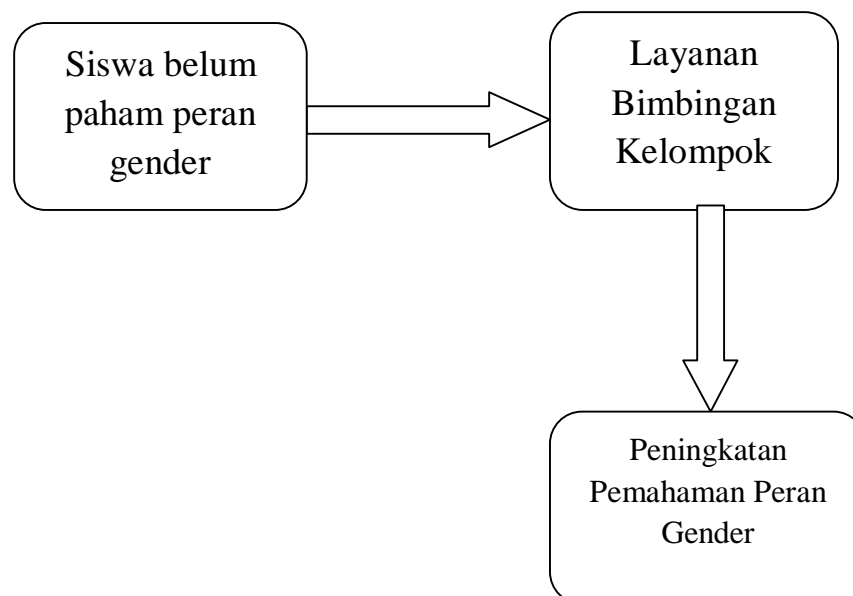 Siswa belum
paham peran
gender
Layanan
Bimbingan
Kelompok
Peningkatan
Pemahaman Peran
Gender